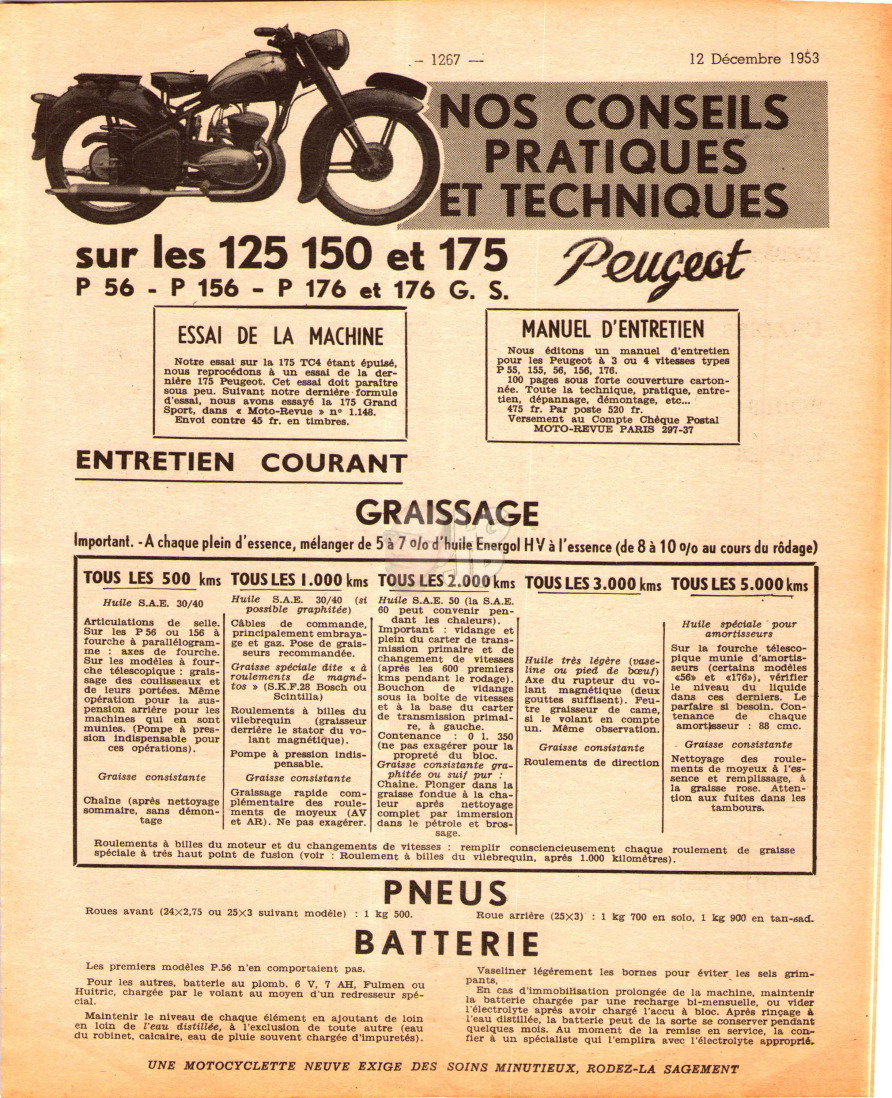 - 1267 —
12 Décembre 1953
NOS CONSEILS
PRATIQUES
ET TECHNIQUES
sur les 125 150 et 175
Peugeot
P 56 - P 156 - P 176 et 176 G. S.
ESSAI DE LA MACHINE
Notre essai sur la 175 TC4 étant épuisé,
nous reprocédons à un essai de la der-
nière 175 Peugeot. Cet essai doit paraître
sous peu. Suivant notre dernière formule
d'essai, nous avons essayé la 175 Grand
Sport, dans « Moto-Revue » n° 1.148.
Envoi contre 45 fr. en timbres.
MANUEL D'ENTRETIEN
Nous éditons un manuel d'entretien
pour les Peugeot à 3 ou 4 vitesses types
P 55, 155, 56, 156, 176.
100 pages sous forte couverture carton-
née. Toute la technique, pratique, entre-
tien, dépannage, démontage, etc...
475 fr. Par poste 520 fr.
Versement au Compte Chèque Postal
MOTO-REVUE PARIS 297-37
ENTRETIEN COURANT
GRAISSAGE
Important. - A chaque plein d'essence, mélanger de 5 à 7 o/o d'huile Energol HV à l'essence (de 8 à 10 o/o au cours du rôdage)
TOUS LES 500 kms
Huile S.A.E. 30/40
Articulations de selle.
Sur les P 56 ou 156 à
fourche à parallélogram-
me : axes de fourche.
Sur les modèles à four-
che télescopique : grais-
sage des coulisseaux et
de leurs portées. Même
opération pour la sus-
pension arrière pour les
machines qui en sont
munies. (Pompe à pres-
sion indispensable pour
ces opérations).
Graisse consistante
Chaîne (après nettoyage
sommaire, sans démon-
tage
TOUS LES 1.000 kms
Huile S.A.E. 30/40 (si
possible graphitée)
Câbles de commande,
principalement embraya-
ge et gaz. Pose de grais-
seurs recommandée.
Graisse spéciale dite « à
roulements de magné-
tos » (S.K.F.28 Bosch ou
Scintilla)
Roulements à billes du
vilebrequin (graisseur
derrière le stator du vo-
lant magnétique).
Pompe à pression indis-
pensable.
Graisse consistante
Graissage rapide com-
plémentaire des roule-
ments de moyeux (AV
et AR). Ne pas exagérer.
TOUS LES 2.000 kms
Huile S.A.E. 50 (la S.A.E.
60 peut convenir pen-
dant les chaleurs).
Important : vidange et
plein du carter de trans-
mission primaire et de
changement de vitesses
(après les 600 premiers
kms pendant le rodage).
Bouchon de vidange
sous la boîte de vitesses
et à la base du carter
de transmission primai-
re, à gauche.
Contenance : 0 l. 350
(ne pas exagérer pour la
propreté du bloc.
Graisse consistante gra-
phitée ou suif pur :
Chaîne. Plonger dans la
graisse fondue à la cha-
leur après nettoyage
complet par immersion
dans le pétrole et bros-
sage.
TOUS LES 3.000 kms
Huile très légère (vase-
line ou pied de bœuf)
Axe du rupteur du vo-
lant magnétique (deux
gouttes suffisent). Feu-
tre graisseur de came,
si le volant en compte
un. Même observation.
Graisse consistante
Roulements de direction
TOUS LES 5.000 kms
Huile spéciale pour
amortisseurs
Sur la fourche télesco-
pique munie d'amortis-
seurs (certains modèles
«56» et «176»), vérifier
le niveau du liquide
dans ces derniers. Le
parfaire si besoin. Con-
tenance de chaque
amortisseur : 88 cmc.
Graisse consistante
Nettoyage des roule-
ments de moyeux à l'es-
sence et remplissage, à
la graisse rose. Atten-
tion aux fuites dans les
tambours.
Roulements à billes du moteur et du changements de vitesses : remplir consciencieusement chaque roulement de graisse
spéciale à très haut point de fusion (voir : Roulement à billes du vilebrequin, après 1.000 kilomètres).
PNEUS
Roues avant (24×2,75 ou 25×3 suivant modèle) : 1 kg 500.
Roue arrière (25×3) : 1 kg 700 en solo, 1 kg 900 en tan-sad.
BATTERIE
Les premiers modèles P.56 n'en comportaient pas.
Pour les autres, batterie au plomb. 6 V, 7 AH, Fulmen ou
Huitric, chargée par le volant au moyen d'un redresseur spé-
cial.
Maintenir le niveau de chaque élément en ajoutant de loin
en loin de l'eau distillée, à l'exclusion de toute autre (eau
du robinet, calcaire, eau de pluie souvent chargée d'impuretés).
Vaseliner légèrement les bornes pour éviter les sels grim-
pants,
En cas d'immobilisation prolongée de la machine, maintenir
la batterie chargée par une recharge bi-mensuelle, ou vider
l'électrolyte après avoir chargé l'accu à bloc. Après rinçage à
l'eau distillée, la batterie peut de la sorte se conserver pendant
quelques mois. Au moment de la remise en service, la con-
fier à un spécialiste qui l'emplira avec l'électrolyte approprié.
UNE MOTOCYCLETTE NEUVE EXIGE DES SOINS MINUTIEUX, RODEZ-LA SAGEMENT